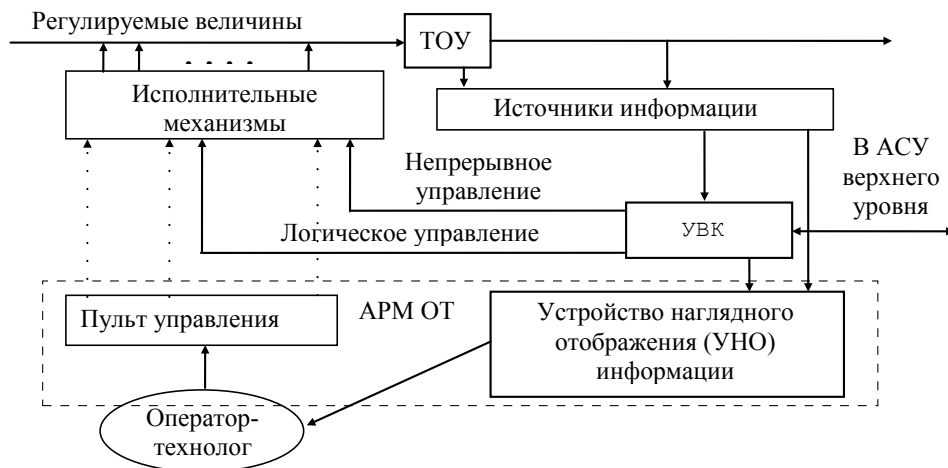 Регулируемые величины
ТОУ
Исполнительные
механизмы
Источники информации
Непрерывное
управление
В АСУ
верхнего
уровня
Логическое управление
УВК
Пульт управления
АРМ ОТ
Устройство наглядного
отображения (УНО)
информации
Оператор-
технолог